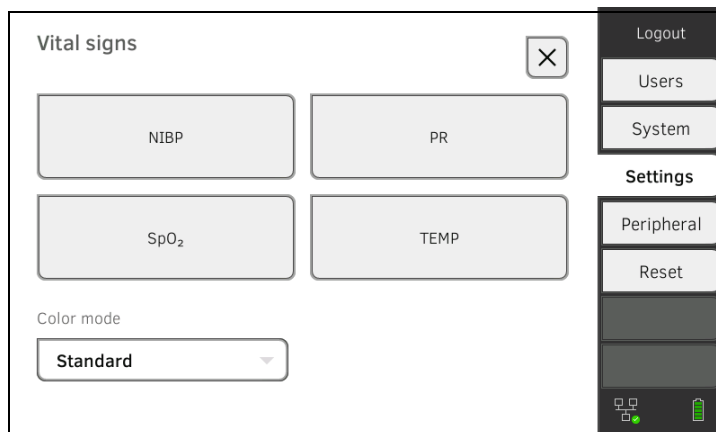 Vital signs
NIBP
PR
SpO₂
TEMP
Color mode
Standard
Logout
Users
System
Settings
Peripheral
Reset